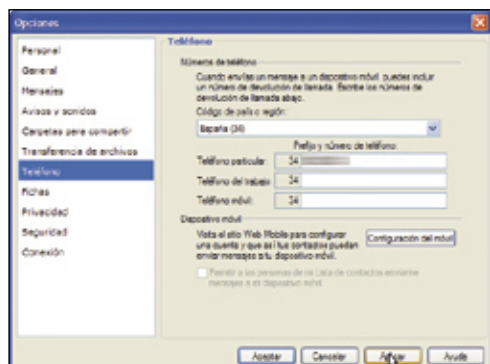 Opciones
Personal
General
Mensajes
Avisos y sonidos
Carpetas para compartir
Transferencia de archivos
Teléfono
Fichas
Privacidad
Seguridad
Conexión
Teléfono
Números de teléfono
Cuando envías un mensaje a un dispositivo móvil, puedes incluir
un número de devolución de llamada. Escribe los números de
devolución de llamada abajo.
Código de país o región:
España (34)
Prefijo y número de teléfono:
Teléfono particular: 34
Teléfono del trabajo: 34
Teléfono móvil: 34
Dispositivo móvil
Visita el sitio Web Mobile para configurar
una cuenta y que así tus contactos puedan
enviar mensajes a tu dispositivo móvil.
Configuración del móvil
Permitir a las personas de mi Lista de contactos enviarme
mensajes a mi dispositivo móvil
Aceptar
Cancelar
Aplicar
Ayuda